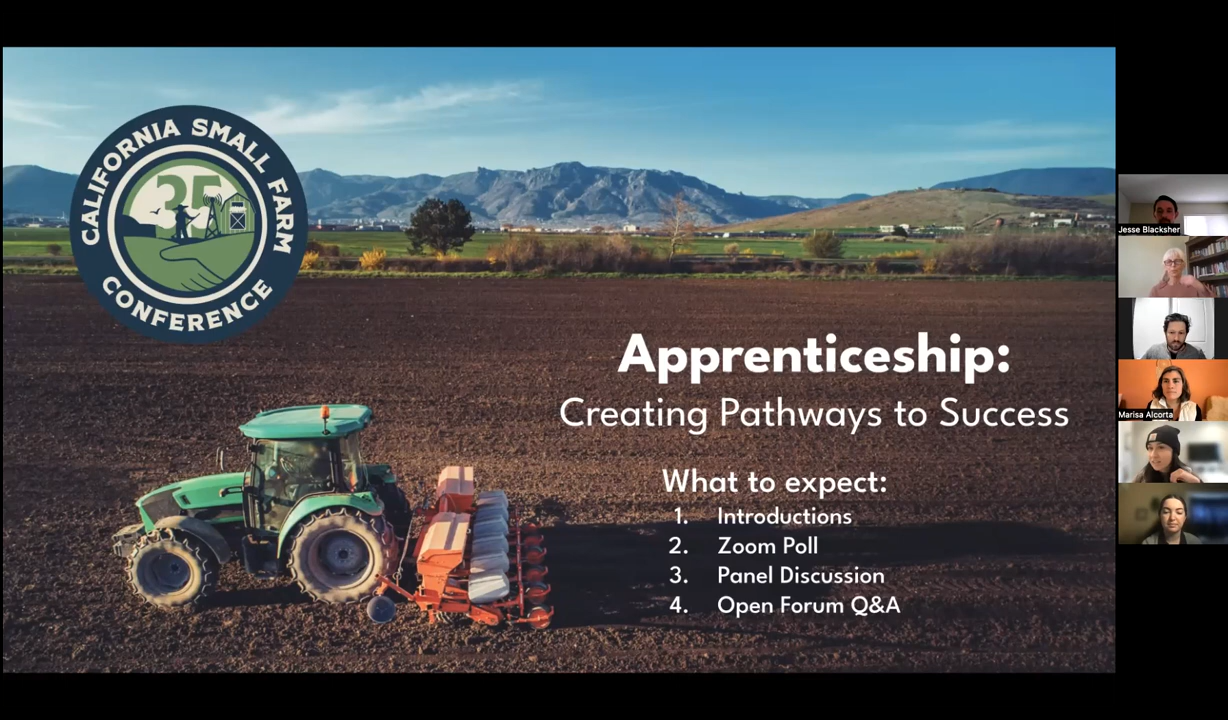 CALIFORNIA SMALL FARM
35
CONFERENCE
Apprenticeship:
Creating Pathways to Success
What to expect:
1. Introductions
2. Zoom Poll
3. Panel Discussion
4. Open Forum Q&A
Jesse Blacksher
Marisa Alcorta